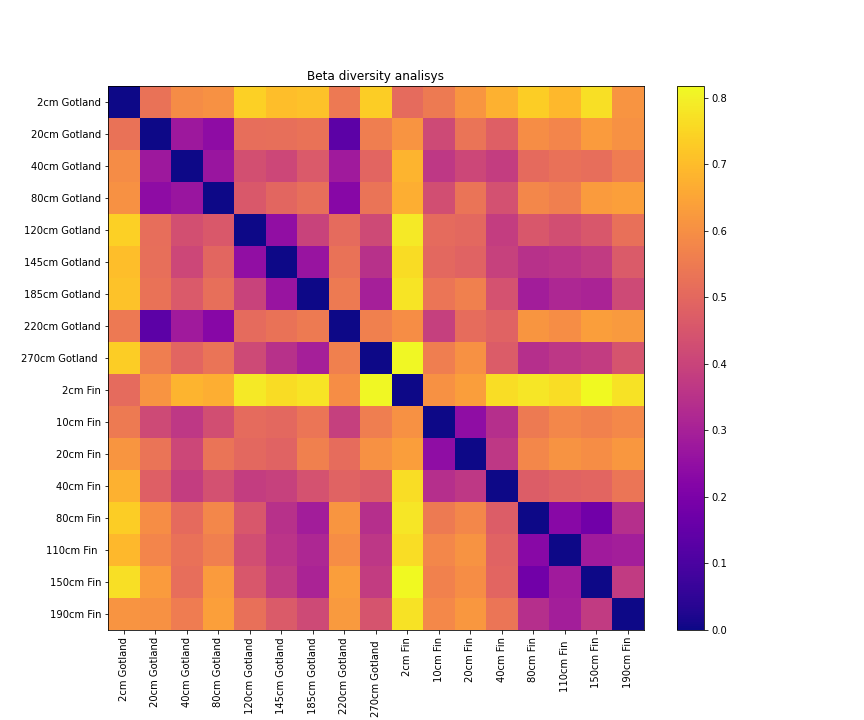 Beta diversity analisys
2cm Gotland
20cm Gotland
40cm Gotland
80cm Gotland
120cm Gotland
145cm Gotland
185cm Gotland
220cm Gotland
270cm Gotland
2cm Fin
10cm Fin
20cm Fin
40cm Fin
80cm Fin
110cm Fin
150cm Fin
190cm Fin
2cm Gotland
20cm Gotland
40cm Gotland
80cm Gotland
120cm Gotland
145cm Gotland
185cm Gotland
220cm Gotland
270cm Gotland
2cm Fin
10cm Fin
20cm Fin
40cm Fin
80cm Fin
110cm Fin
150cm Fin
190cm Fin
0.8
0.7
0.6
0.5
0.4
0.3
0.2
0.1
0.0